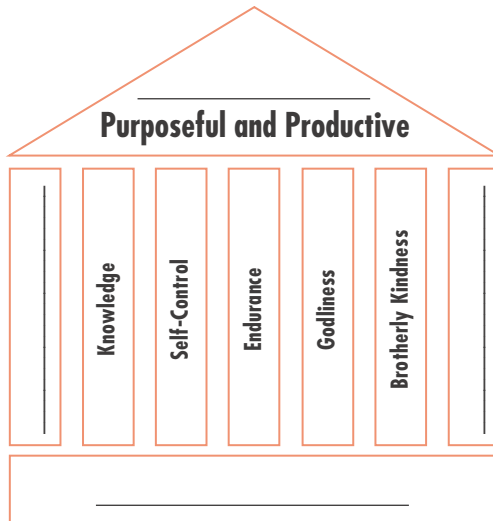 Purposeful and Productive
Knowledge
Self-Control
Endurance
Godliness
Brotherly Kindness